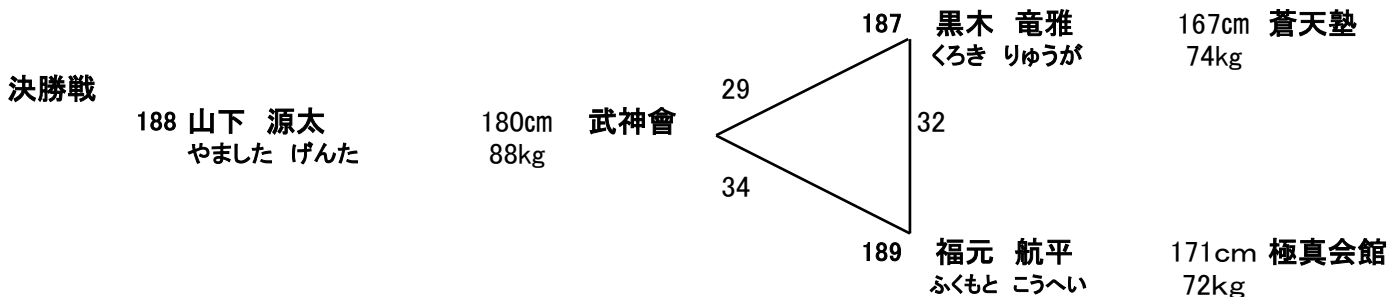 187 黒木 竜雅 167cm 蒼天塾
くろき りゅうが 74kg
決勝戦
29
188 山下 源太 180cm 武神會
32
やました げんた 88kg
34
189 福元 航平 171cm 極真会館
ふくもと こうへい 72kg